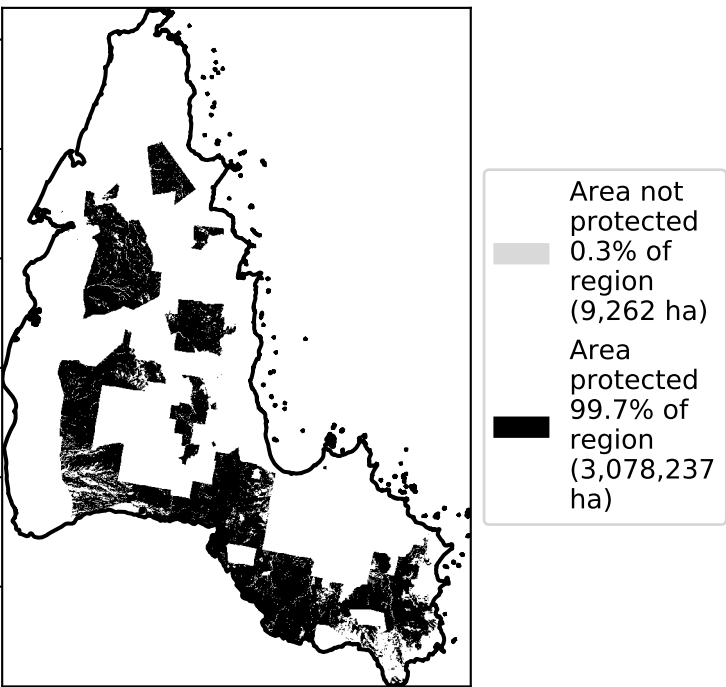 Area not
protected
0.3% of
region
(9,262 ha)
Area
protected
99.7% of
region
(3,078,237
ha)